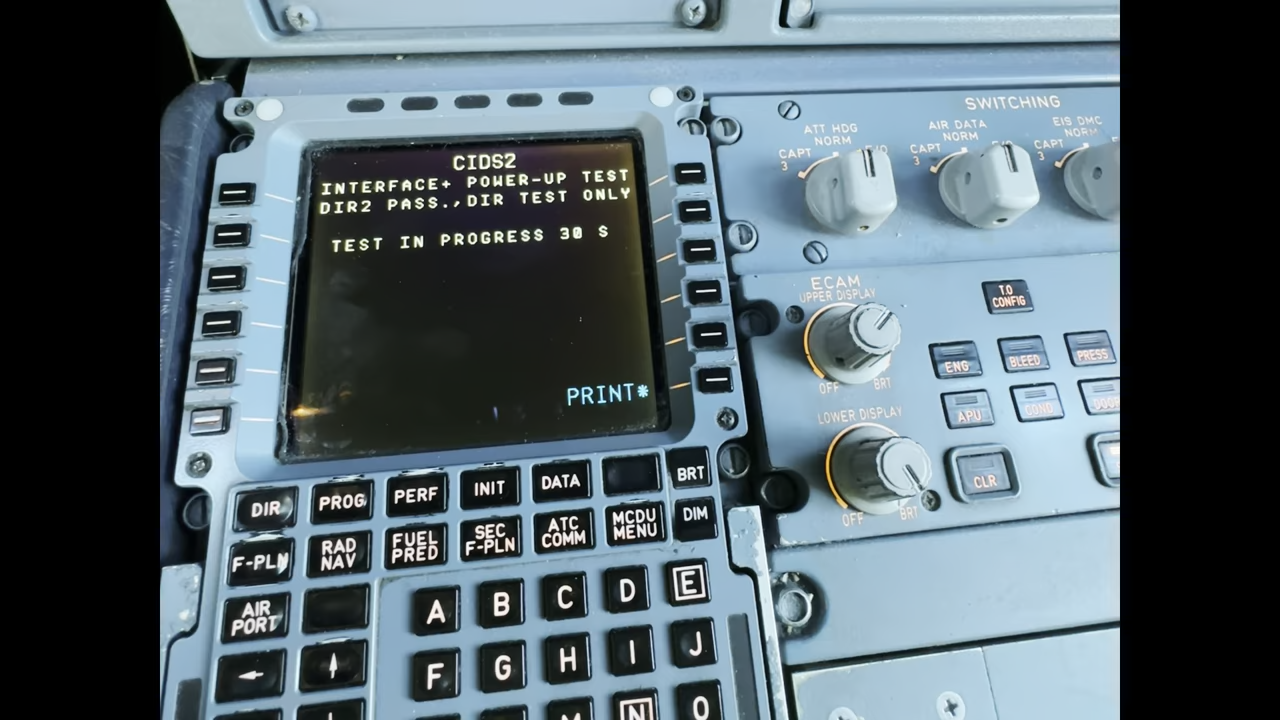 CIDS2
INTERFACE+ POWER-UP TEST
DIR2 PASS.,DIR TEST ONLY
TEST IN PROGRESS 30 S
PRINT*
DIR PROG PERF INIT DATA BRT
F-PLN RAD NAV FUEL PRED SEC F-PLN ATC COMM MCDU MENU DIM
AIR PORT
A B C D E
F G H I J
N O
SWITCHING
ATT HDG
NORM
CAPT
3
AIR DATA
NORM
CAPT
3
EIS DMC
NORM
CAPT
3
ECAM
UPPER DISPLAY
OFF BRT
T.O
CONFIG
ENG BLEED PRESS
APU COND DOOR
LOWER DISPLAY
OFF BRT
CLR